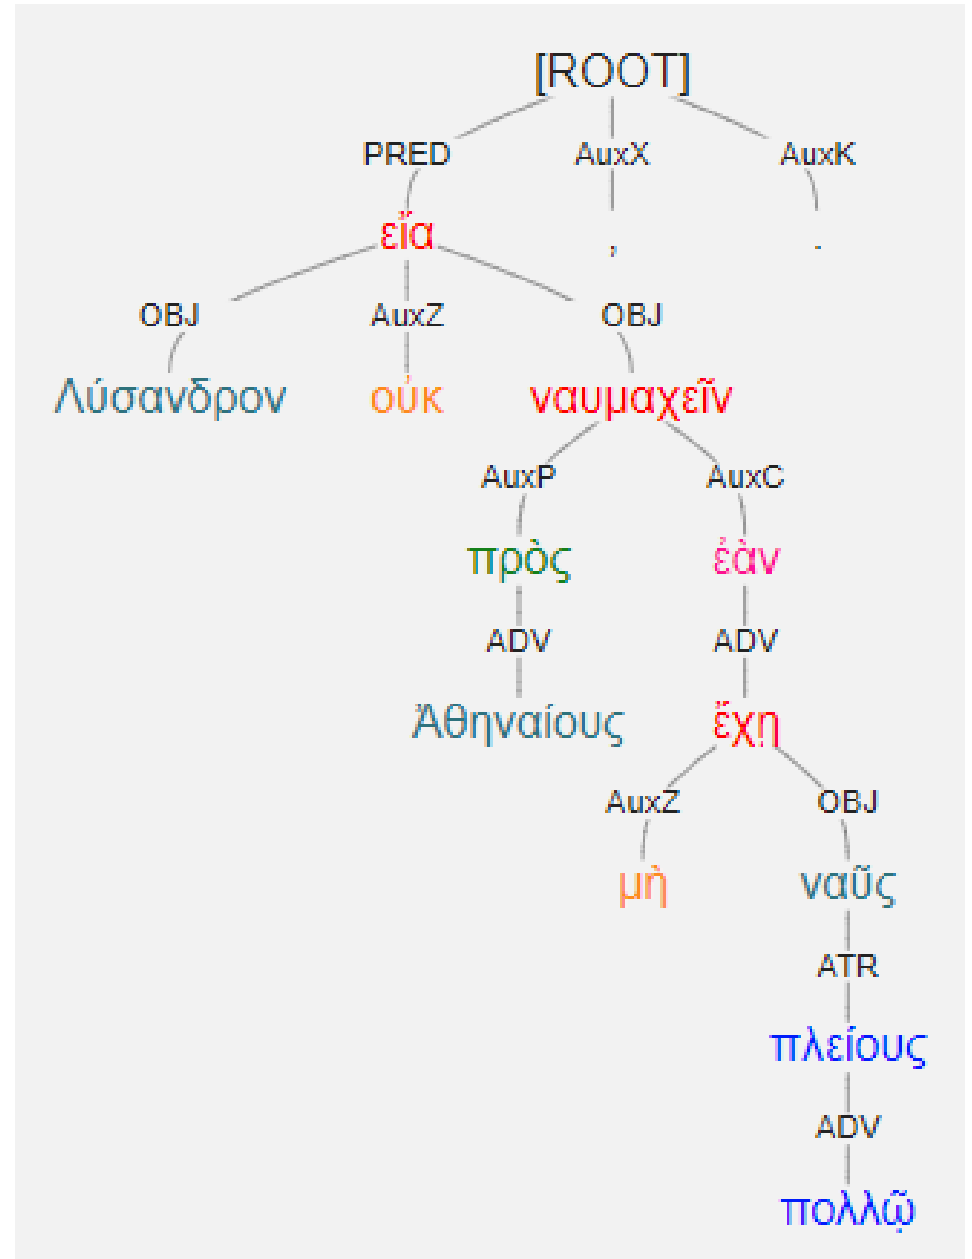 [ROOT]
PRED AuxX AuxK
εἴα , .
OBJ AuxZ OBJ
Λύσανδρον οὐκ ναυμαχεῖν
AuxP AuxC
πρὸς ἐὰν
ADV ADV
Ἀθηναίους ἔχῃ
AuxZ OBJ
μὴ ναῦς
ATR
πλείους
ADV
πολλῷ